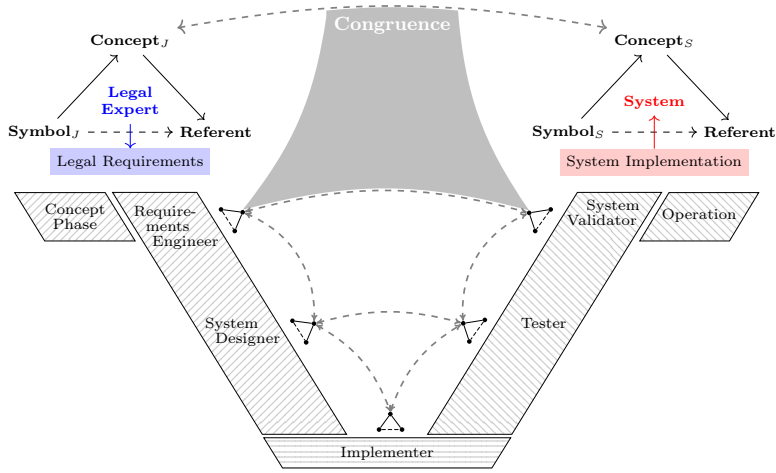 Congruence
Concept_J
Legal
Expert
Symbol_J
Referent
Legal Requirements
Concept_S
System
Symbol_S
Referent
System Implementation
Concept
Phase
Require-
ments
Engineer
System
Designer
Implementer
Tester
System
Validator
Operation